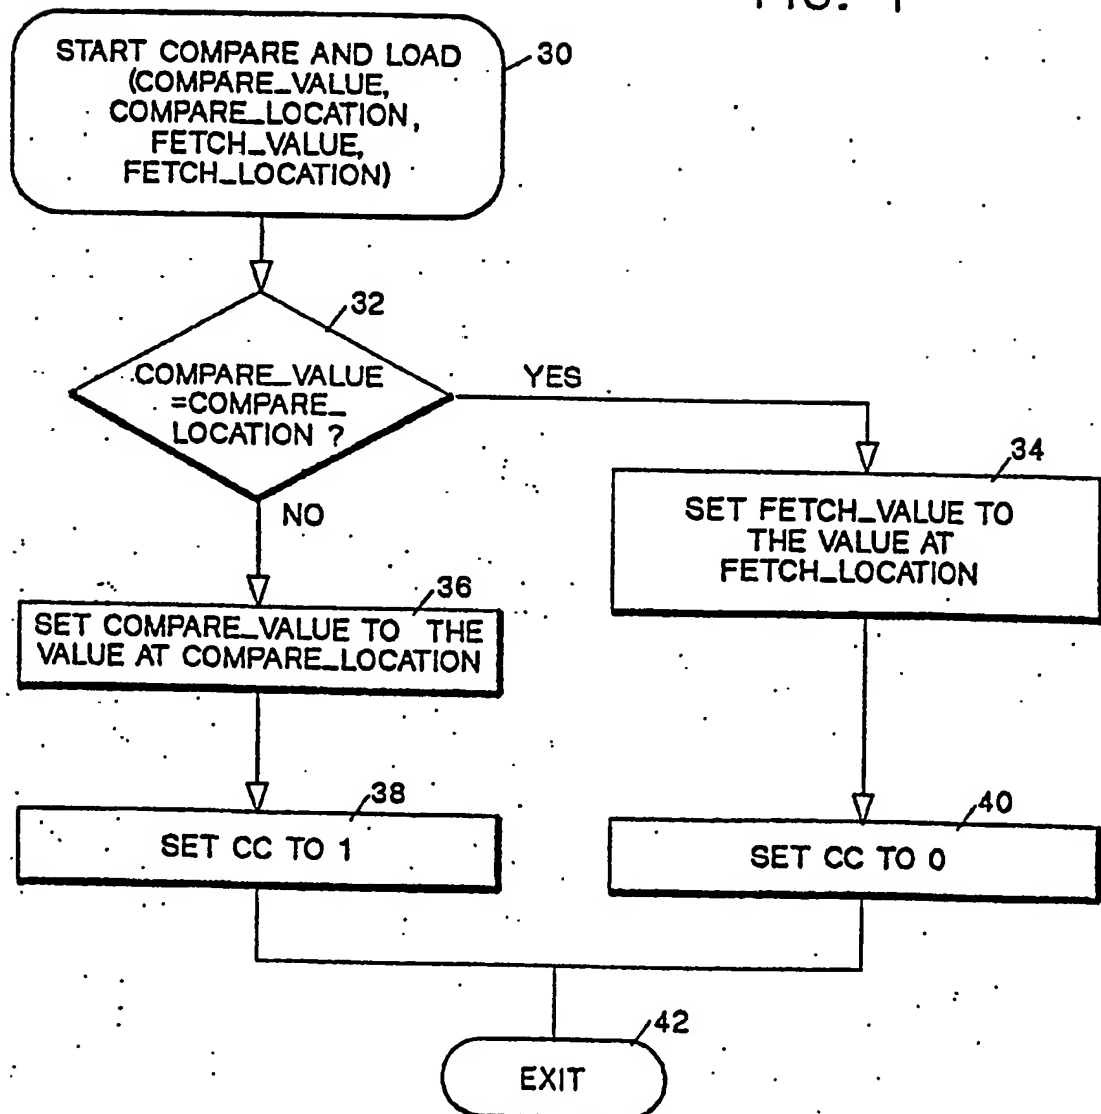 START COMPARE AND LOAD
(COMPARE_VALUE,
COMPARE_LOCATION,
FETCH_VALUE,
FETCH_LOCATION)
30
32
COMPARE_VALUE
=COMPARE_
LOCATION ?
YES
NO
34
SET FETCH_VALUE TO
THE VALUE AT
FETCH_LOCATION
36
SET COMPARE_VALUE TO THE
VALUE AT COMPARE_LOCATION
38
SET CC TO 1
40
SET CC TO 0
42
EXIT